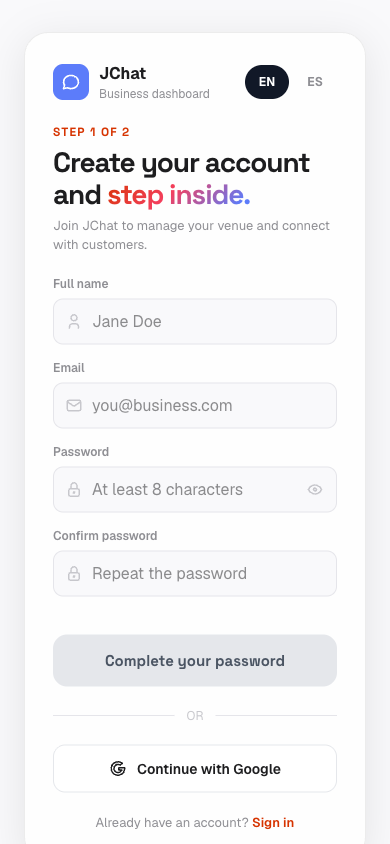 JChat
Business dashboard
EN
ES
STEP 1 OF 2
Create your account
and step inside.
Join JChat to manage your venue and connect
with customers.
Full name
Jane Doe
Email
you@business.com
Password
At least 8 characters
Confirm password
Repeat the password
Complete your password
OR
Continue with Google
Already have an account? Sign in